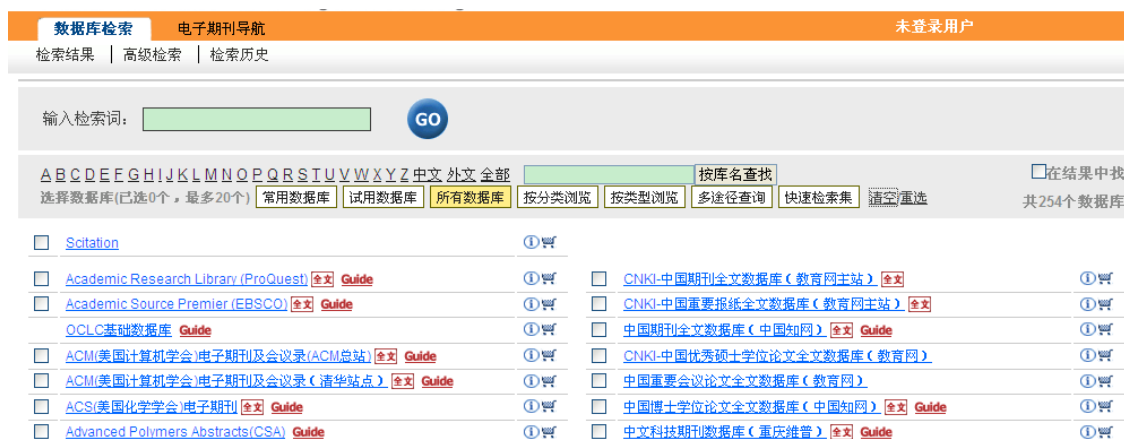 数据库检索 电子期刊导航 未登录用户
检索结果 | 高级检索 | 检索历史
输入检索词: GO
A B C D E F G H I J K L M N O P Q R S T U V W X Y Z 中文 外文 全部 按库名查找 在结果中找
选择数据库(已选0个,最多20个) 常用数据库 试用数据库 所有数据库 按分类浏览 按类型浏览 多途径查询 快速检索集 清空重选 共254个数据库
Scitation
Academic Research Library (ProQuest) 全文 Guide CNKI-中国期刊全文数据库(教育网主站) 全文
Academic Source Premier (EBSCO) 全文 Guide CNKI-中国重要报纸全文数据库(教育网主站) 全文
OCLC基础数据库 Guide 中国期刊全文数据库(中国知网) 全文 Guide
ACM(美国计算机学会)电子期刊及会议录(ACM总站) 全文 Guide CNKI-中国优秀硕士学位论文全文数据库(教育网)
ACM(美国计算机学会)电子期刊及会议录(清华站点) 全文 Guide 中国重要会议论文全文数据库(教育网)
ACS(美国化学学会)电子期刊 全文 Guide 中国博士学位论文全文数据库(中国知网) 全文 Guide
Advanced Polymers Abstracts(CSA) Guide 中文科技期刊数据库(重庆维普) 全文 Guide